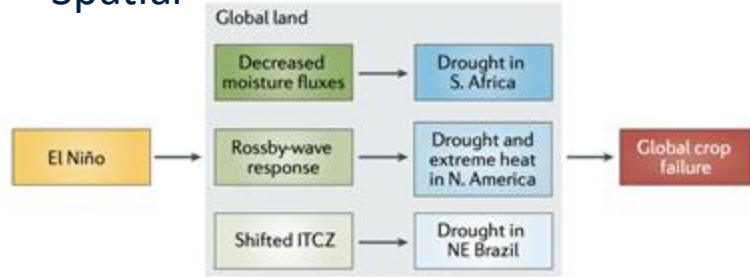 Spatial
Global land
Decreased
moisture fluxes
Drought in
S. Africa
El Niño
Rossby-wave
response
Drought and
extreme heat
in N. America
Global crop
failure
Shifted ITCZ
Drought in
NE Brazil